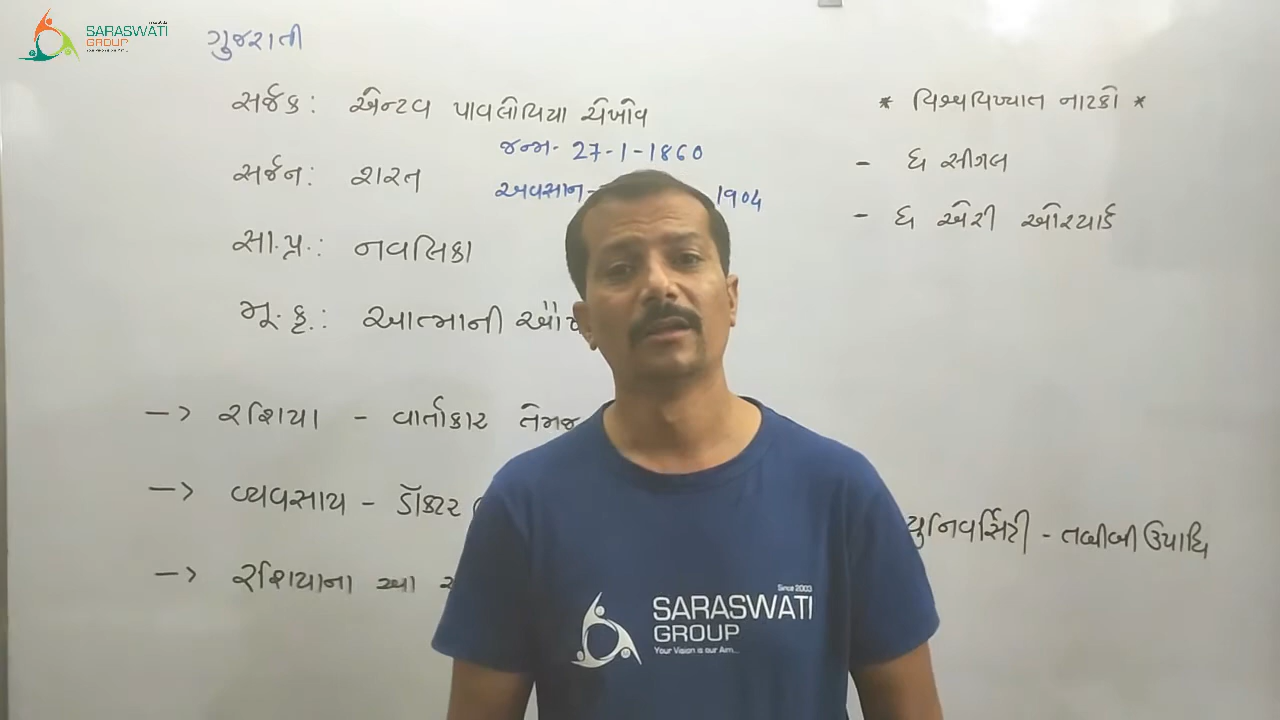 SARASWATI
GROUP
ગુજરાતી
સર્જક: એન્ટવ પાવલોવિચ ચેખોવ
જન્મ- 27-1-1860
સર્જન: શરત
અવસાન- 1904
સા.પ્ર.: નવલિકા
મૂ.કૃ.: આત્માની
-> રશિયા - વાર્તાકાર તેમજ
-> વ્યવસાય - ડૉક્ટર
યુનિવર્સિટી - તબીબી ઉપાધિ
-> રશિયાના આ
* વિશ્વવિખ્યાત નાટકો *
- ધ સીગલ
- ધ ચેરી ઓરચાર્ડ
Since 2003
SARASWATI
GROUP
Your Vision is our Aim...